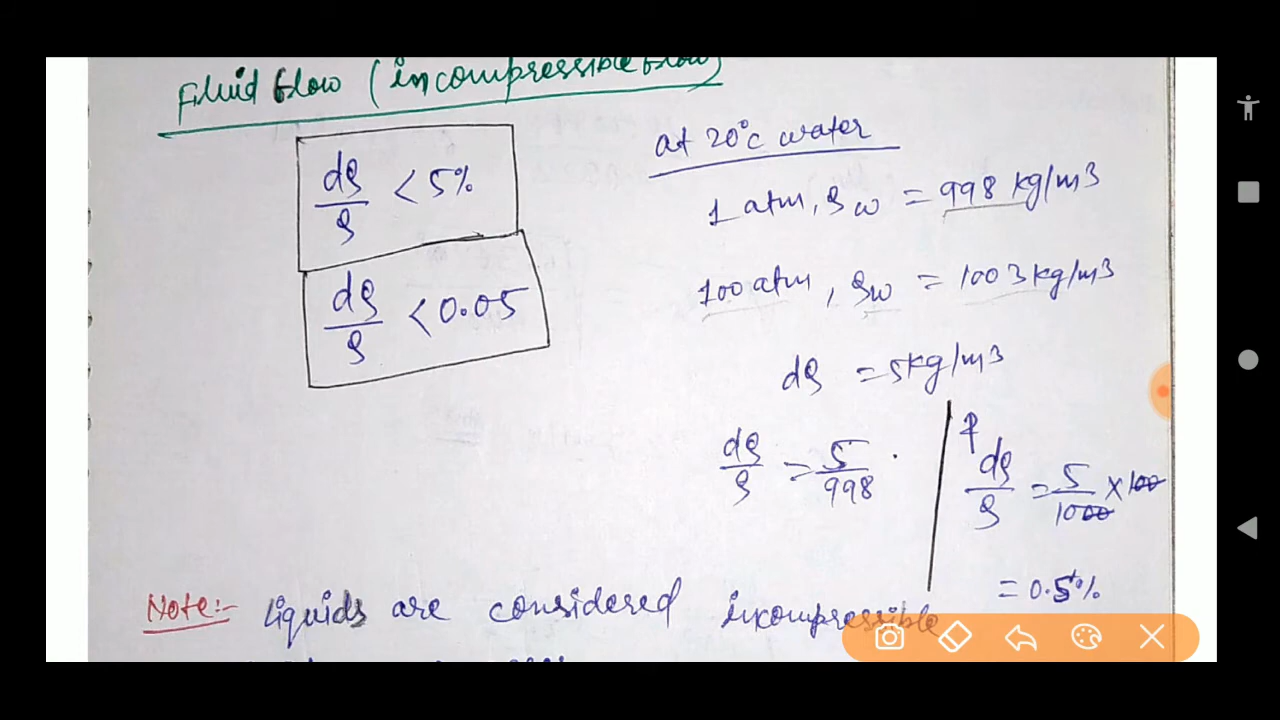 Fluid flow (incompressible flow)
dρ/ρ < 5%
dρ/ρ < 0.05
at 20°c water
1 atm, ρw = 998 kg/m3
100 atm, ρw = 1003 kg/m3
dρ = 5kg/m3
dρ/ρ = 5/998
dρ/ρ = 5/1000 × 100
= 0.5%
Note:- Liquids are considered incompressible